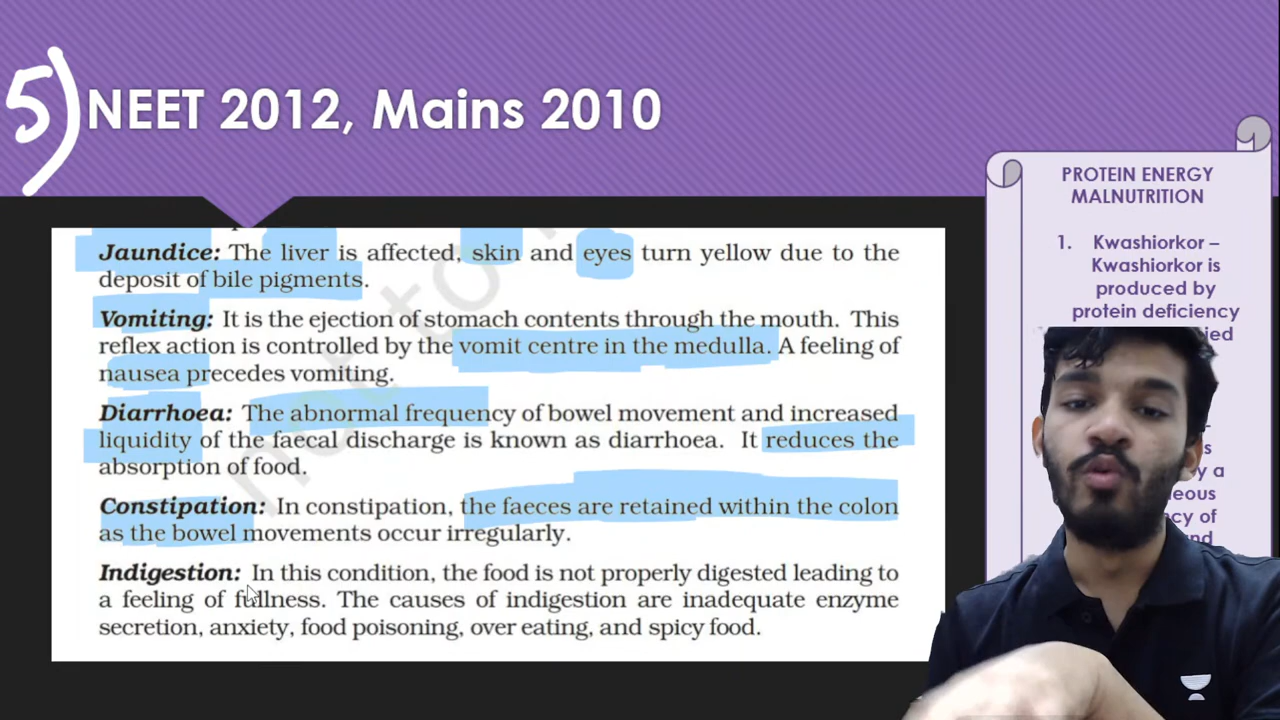 5) NEET 2012, Mains 2010
Jaundice: The liver is affected, skin and eyes turn yellow due to the
deposit of bile pigments.
Vomiting: It is the ejection of stomach contents through the mouth. This
reflex action is controlled by the vomit centre in the medulla. A feeling of
nausea precedes vomiting.
Diarrhoea: The abnormal frequency of bowel movement and increased
liquidity of the faecal discharge is known as diarrhoea. It reduces the
absorption of food.
Constipation: In constipation, the faeces are retained within the colon
as the bowel movements occur irregularly.
Indigestion: In this condition, the food is not properly digested leading to
a feeling of fullness. The causes of indigestion are inadequate enzyme
secretion, anxiety, food poisoning, over eating, and spicy food.
not to
PROTEIN ENERGY
MALNUTRITION
1. Kwashiorkor –
Kwashiorkor is
produced by
protein deficiency